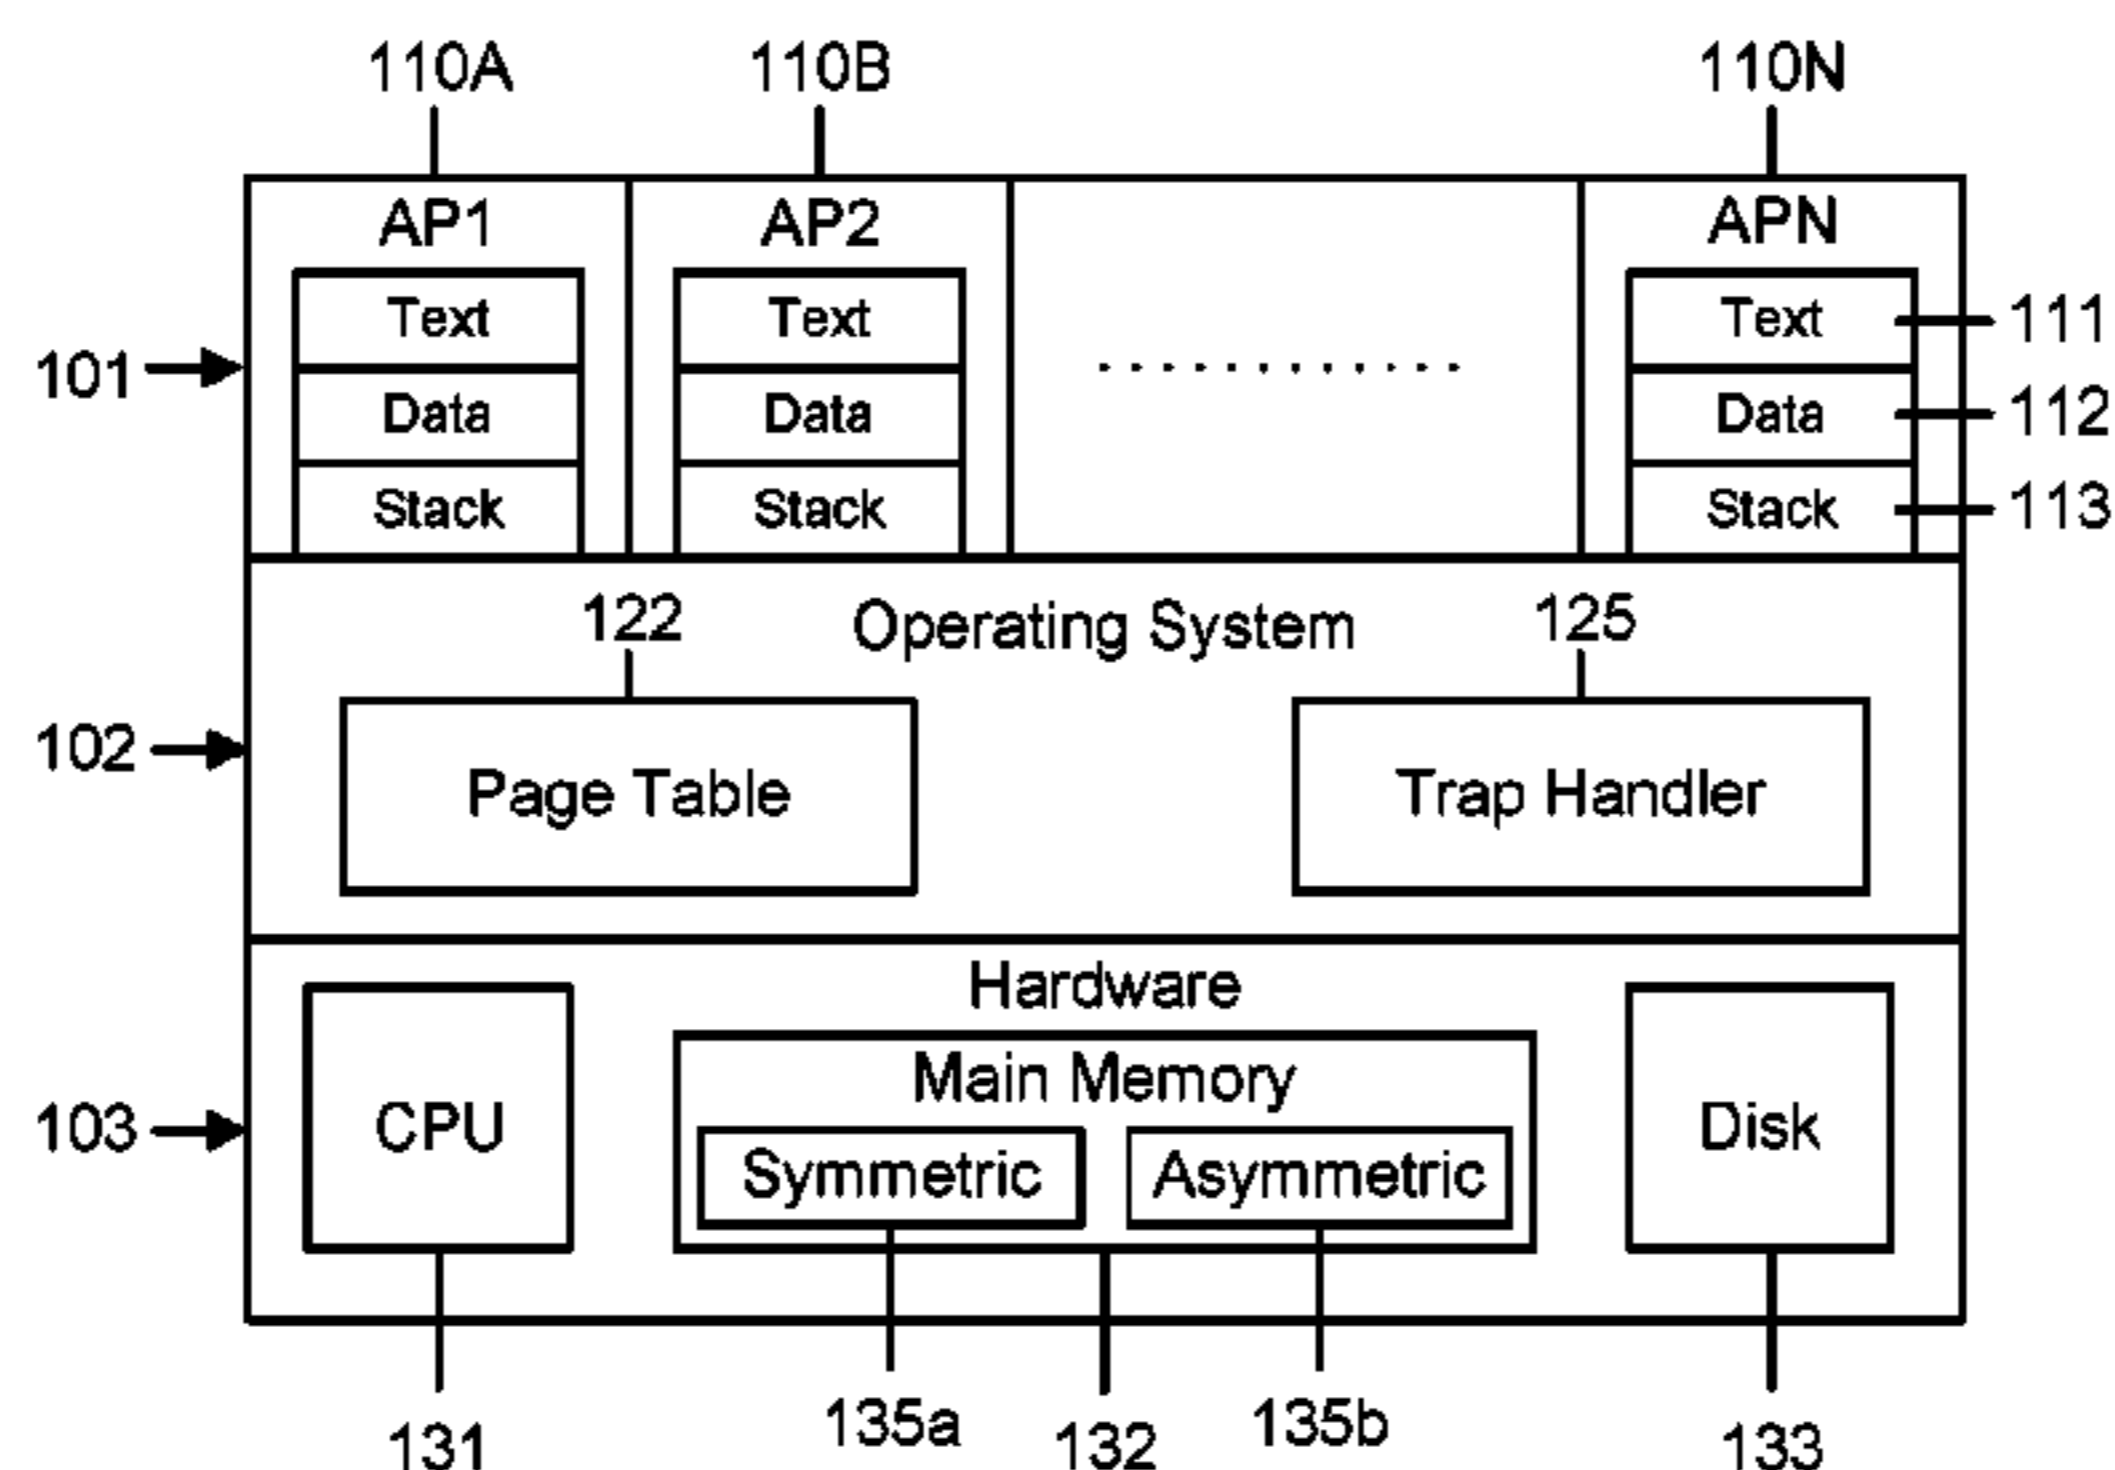 110A 110B 110N
AP1 AP2 APN
Text Text Text 111
101
Data Data Data 112
Stack Stack Stack 113
122 Operating System 125
102 Page Table Trap Handler
Hardware
Main Memory
103 CPU Symmetric Asymmetric Disk
131 135a 132 135b 133